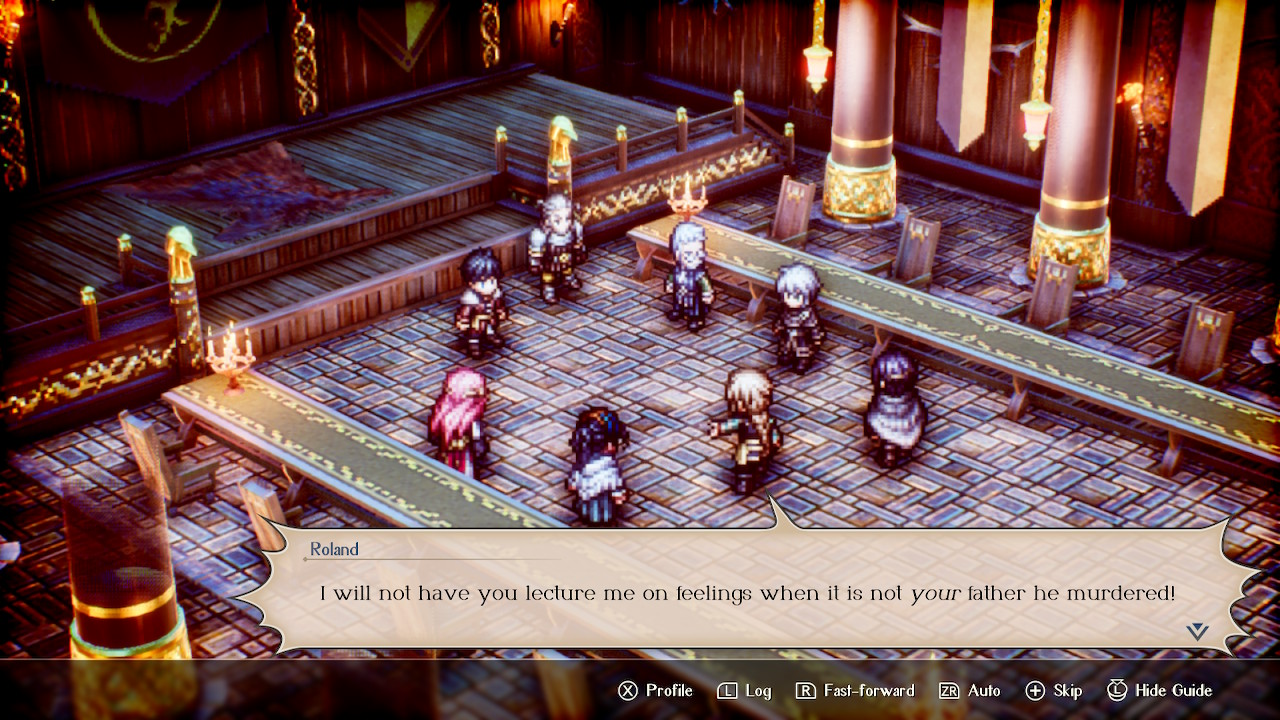 Roland
I will not have you lecture me on feelings when it is not your father he murdered!
X Profile L Log R Fast-forward ZR Auto + Skip L Hide Guide